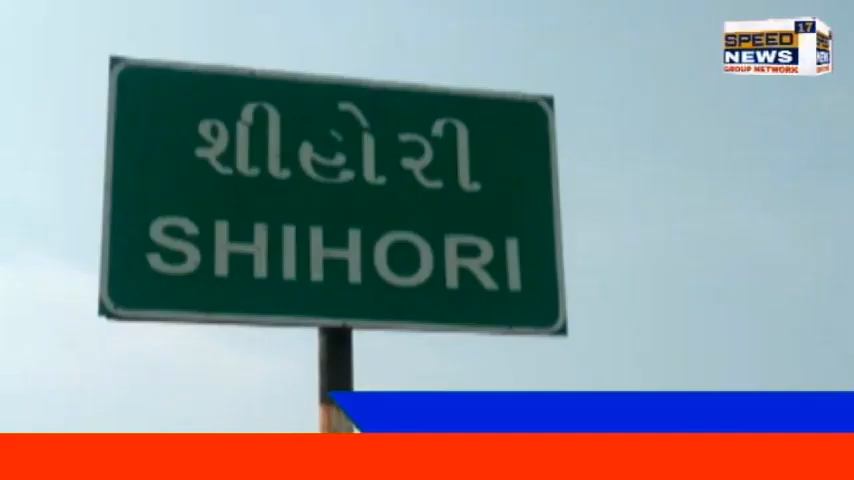 શીહોરી
SHIHORI
SPEED 17
NEWS
GROUP NETWORK